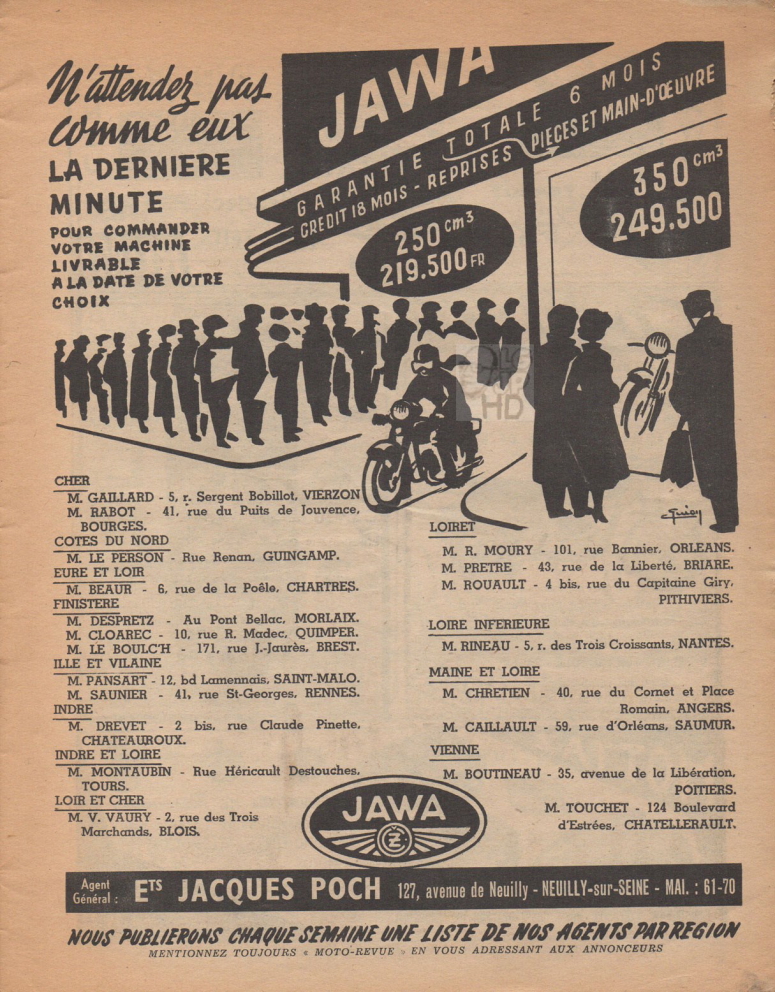 N'attendez pas
comme eux
LA DERNIERE
MINUTE
POUR COMMANDER
VOTRE MACHINE
LIVRABLE
A LA DATE DE VOTRE
CHOIX
JAWA
GARANTIE TOTALE 6 MOIS
CREDIT 18 MOIS - REPRISES PIECES ET MAIN-D'ŒUVRE
250 cm3
219.500 FR
350 cm3
249.500
HD
Guisy
CHER
M. GAILLARD - 5, r. Sergent Bobillot, VIERZON
M. RABOT - 41, rue du Puits de Jouvence,
BOURGES.
COTES DU NORD
M. LE PERSON - Rue Renan, GUINGAMP.
EURE ET LOIR
M. BEAUR - 6, rue de la Poêle, CHARTRES.
FINISTERE
M. DESPRETZ - Au Pont Bellac, MORLAIX.
M. CLOAREC - 10, rue R. Madec, QUIMPER.
M. LE BOULC'H - 171, rue J.-Jaurès, BREST.
ILLE ET VILAINE
M. PANSART - 12, bd Lamennais, SAINT-MALO.
M. SAUNIER - 41, rue St-Georges, RENNES.
INDRE
M. DREVET - 2 bis, rue Claude Pinette,
CHATEAUROUX.
INDRE ET LOIRE
M. MONTAUBIN - Rue Héricault Destouches,
TOURS.
LOIR ET CHER
M. V. VAURY - 2, rue des Trois
Marchands, BLOIS.
LOIRET
M. R. MOURY - 101, rue Bannier, ORLEANS.
M. PRETRE - 43, rue de la Liberté, BRIARE.
M. ROUAULT - 4 bis, rue du Capitaine Giry,
PITHIVIERS.
LOIRE INFERIEURE
M. RINEAU - 5, r. des Trois Croissants, NANTES.
MAINE ET LOIRE
M. CHRETIEN - 40, rue du Cornet et Place
Romain, ANGERS.
M. CAILLAULT - 59, rue d'Orléans, SAUMUR.
VIENNE
M. BOUTINEAU - 35, avenue de la Libération,
POITIERS.
M. TOUCHET - 124 Boulevard
d'Estrées, CHATELLERAULT.
JAWA
CZ
Agent
Général :
ETS JACQUES POCH 127, avenue de Neuilly - NEUILLY-sur-SEINE - MAI. : 61-70
NOUS PUBLIERONS CHAQUE SEMAINE UNE LISTE DE NOS AGENTS PAR REGION
MENTIONNEZ TOUJOURS « MOTO-REVUE » EN VOUS ADRESSANT AUX ANNONCEURS